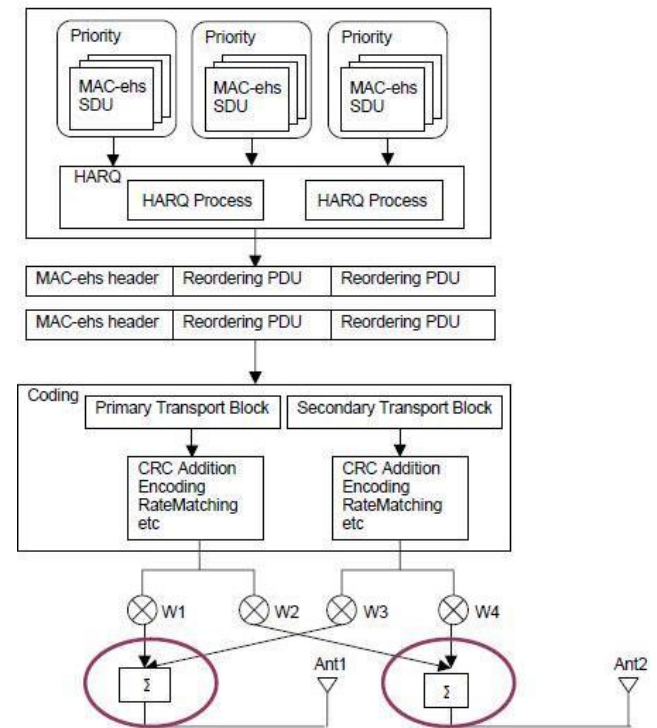 Priority Priority Priority
MAC-ehs SDU MAC-ehs SDU MAC-ehs SDU
HARQ
HARQ Process HARQ Process
MAC-ehs header Reordering PDU Reordering PDU
MAC-ehs header Reordering PDU Reordering PDU
Coding
Primary Transport Block Secondary Transport Block
CRC Addition
Encoding
RateMatching
etc
CRC Addition
Encoding
RateMatching
etc
W1 W2 W3 W4
Ant1 Ant2
Σ Σ